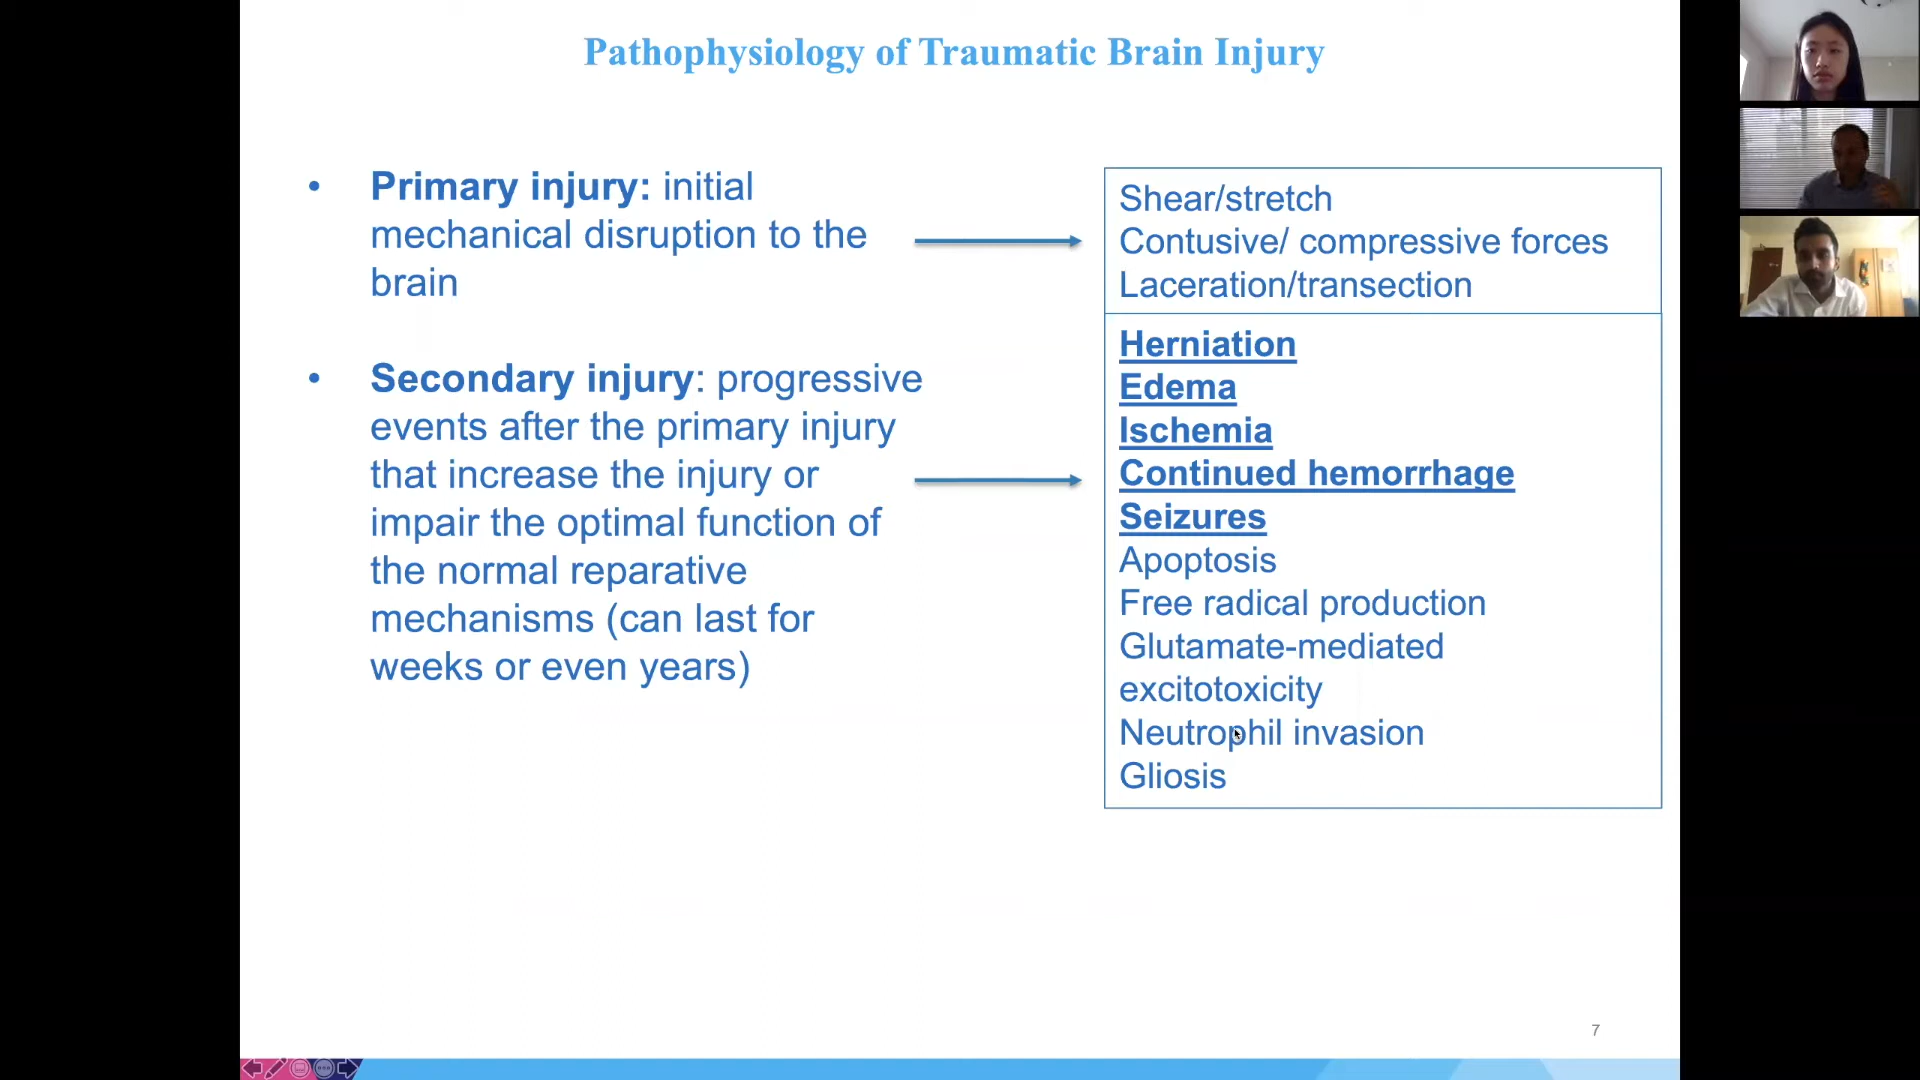 Pathophysiology of Traumatic Brain Injury
• Primary injury: initial
mechanical disruption to the
brain
• Secondary injury: progressive
events after the primary injury
that increase the injury or
impair the optimal function of
the normal reparative
mechanisms (can last for
weeks or even years)
Shear/stretch
Contusive/ compressive forces
Laceration/transection
Herniation
Edema
Ischemia
Continued hemorrhage
Seizures
Apoptosis
Free radical production
Glutamate-mediated
excitotoxicity
Neutrophil invasion
Gliosis
7